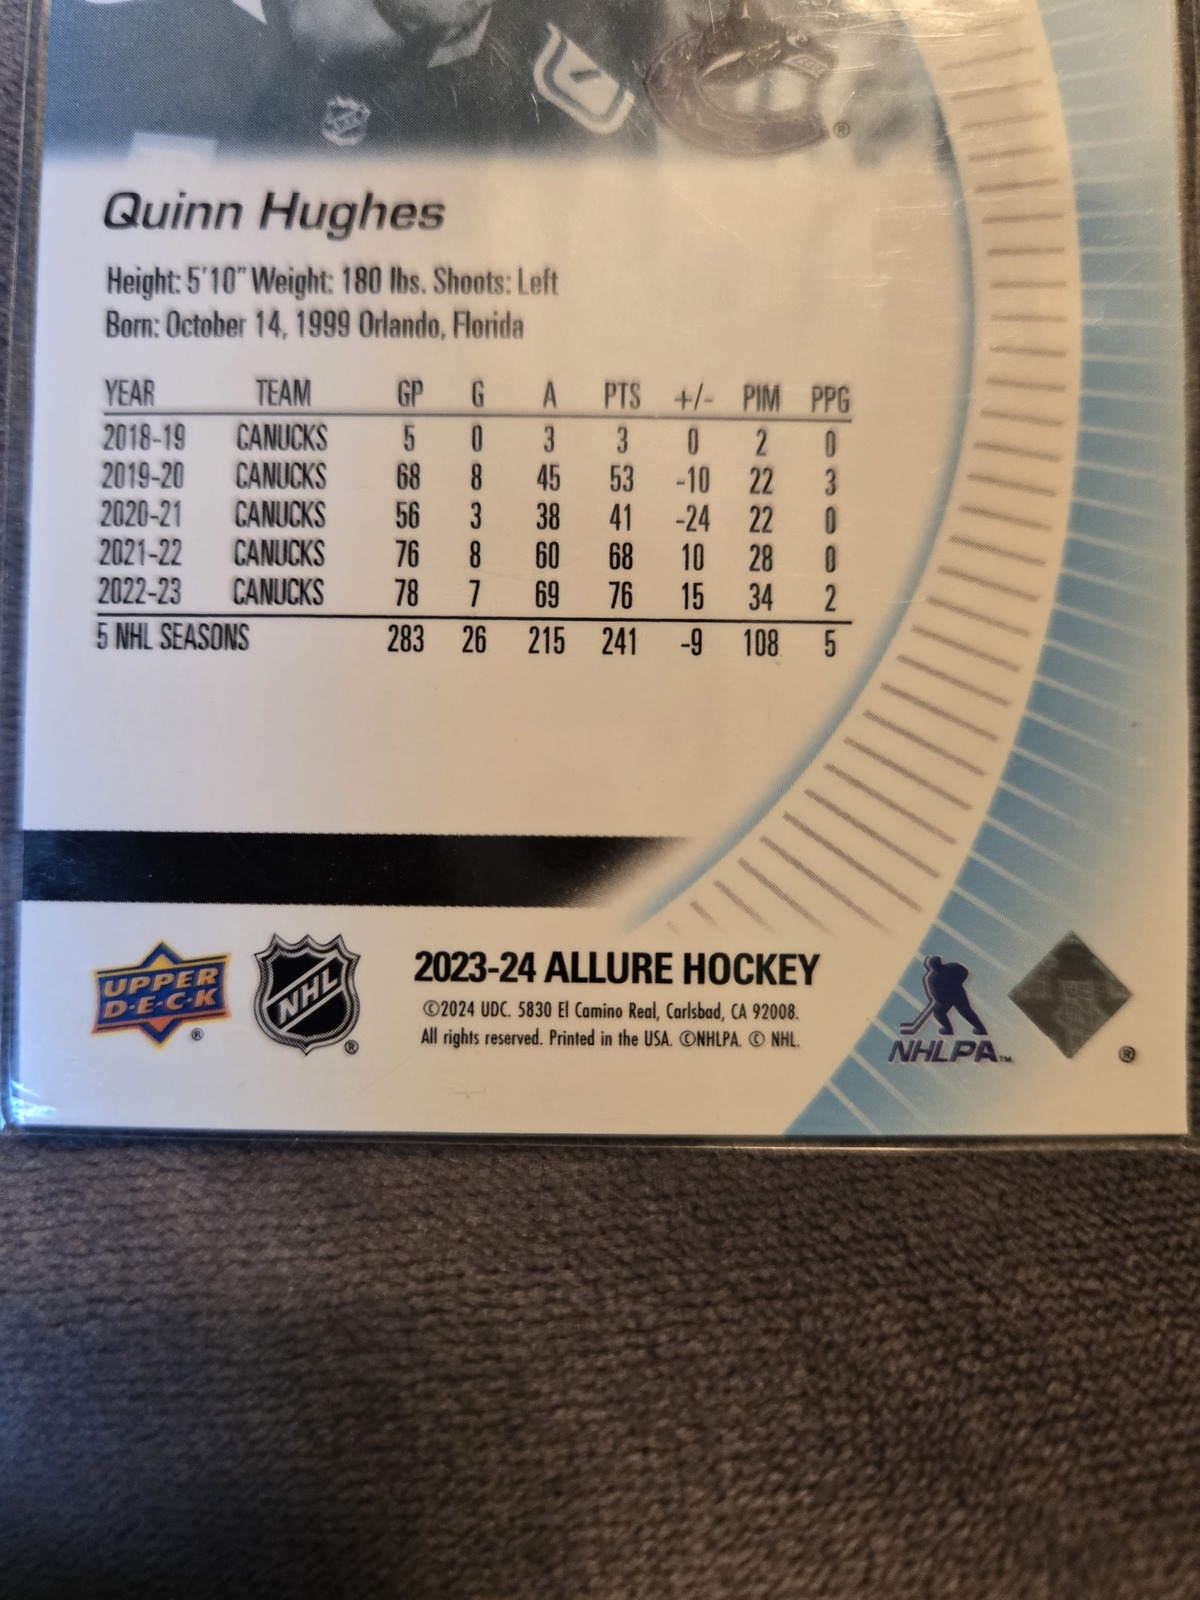 Quinn Hughes
Height: 5'10" Weight: 180 lbs. Shoots: Left
Born: October 14, 1999 Orlando, Florida
YEAR TEAM GP G A PTS +/- PIM PPG
2018-19 CANUCKS 5 0 3 3 0 2 0
2019-20 CANUCKS 68 8 45 53 -10 22 3
2020-21 CANUCKS 56 3 38 41 -24 22 0
2021-22 CANUCKS 76 8 60 68 10 28 0
2022-23 CANUCKS 78 7 69 76 15 34 2
5 NHL SEASONS 283 26 215 241 -9 108 5
UPPER
D·E·C·K ®
NHL ®
2023-24 ALLURE HOCKEY
©2024 UDC. 5830 El Camino Real, Carlsbad, CA 92008.
All rights reserved. Printed in the USA. ©NHLPA. © NHL.
NHLPA™
®